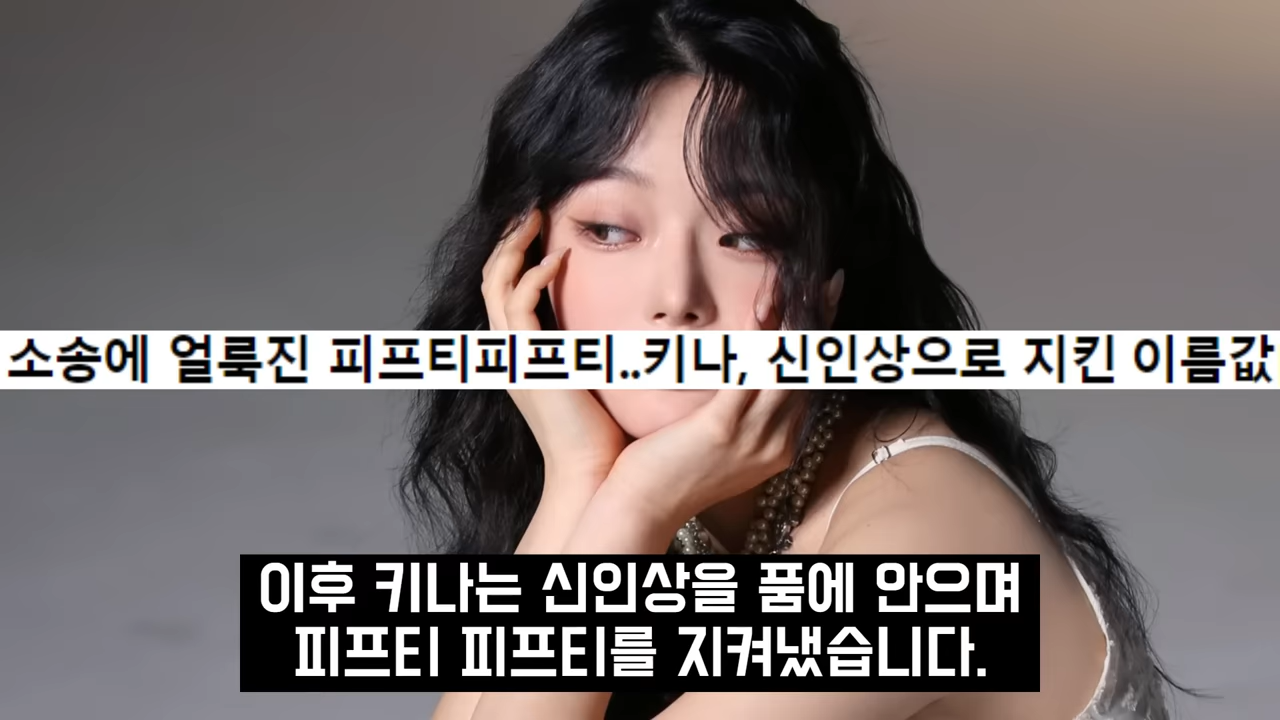 소송에 얼룩진 피프티피프티..키나, 신인상으로 지킨 이름값
이후 키나는 신인상을 품에 안으며
피프티 피프티를 지켜냈습니다.